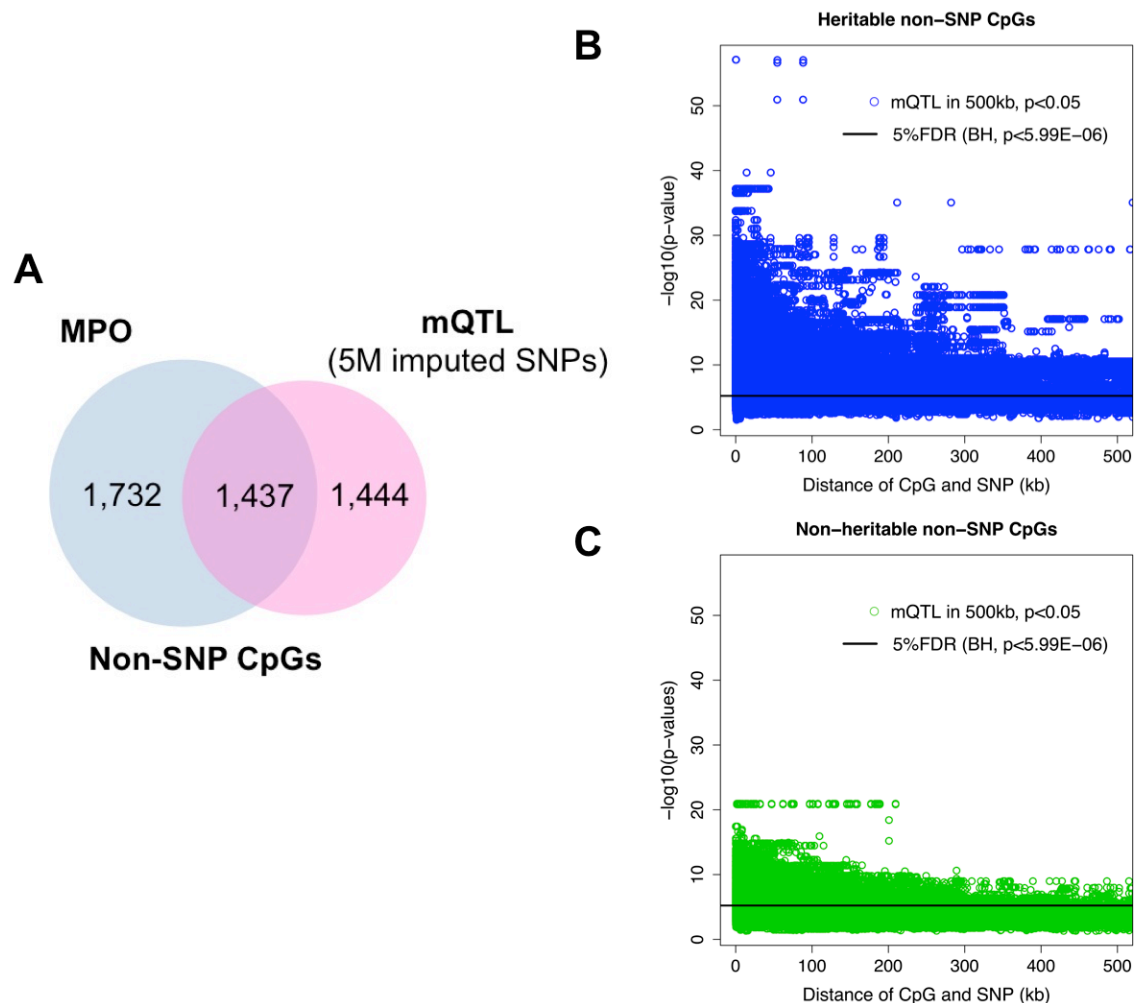 A
MPO
mQTL
(5M imputed SNPs)
1,732
1,437
1,444
Non-SNP CpGs
B
Heritable non−SNP CpGs
mQTL in 500kb, p<0.05
5%FDR (BH, p<5.99E−06)
−log10(p−value)
50
40
30
20
10
0
0 100 200 300 400 500
Distance of CpG and SNP (kb)
C
Non−heritable non−SNP CpGs
mQTL in 500kb, p<0.05
5%FDR (BH, p<5.99E−06)
−log10(p−values)
50
40
30
20
10
0
0 100 200 300 400 500
Distance of CpG and SNP (kb)